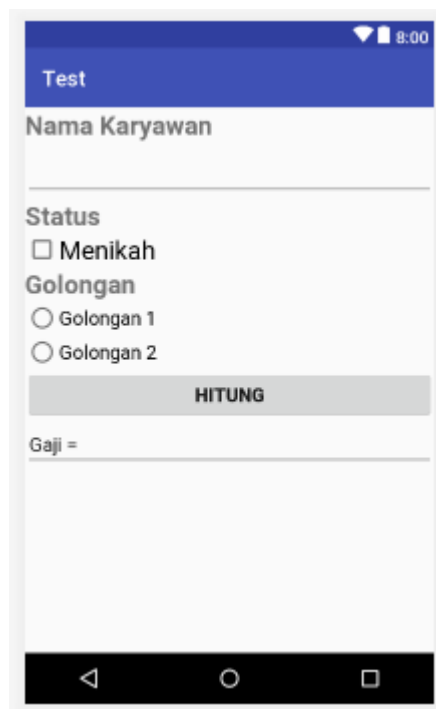 8:00
Test
Nama Karyawan
Status
Menikah
Golongan
Golongan 1
Golongan 2
HITUNG
Gaji =